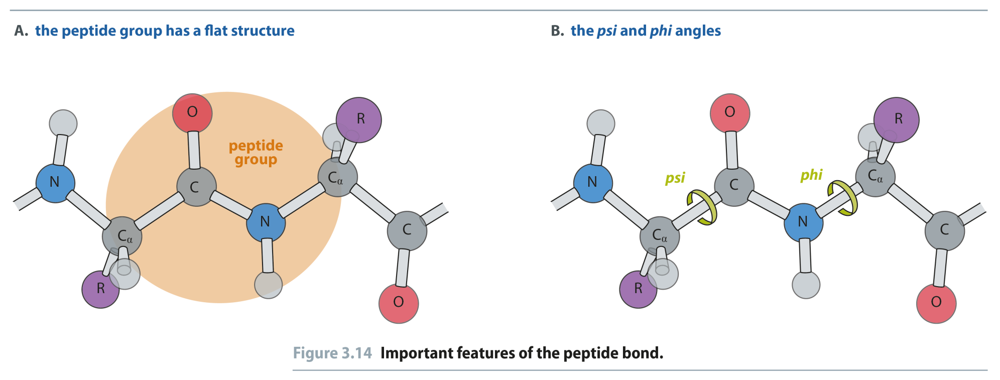 A. the peptide group has a flat structure
N
Cα
R
O
C
peptide
group
N
Cα
R
C
O
B. the psi and phi angles
N
Cα
R
psi
O
C
N
phi
Cα
R
C
O
Figure 3.14 Important features of the peptide bond.